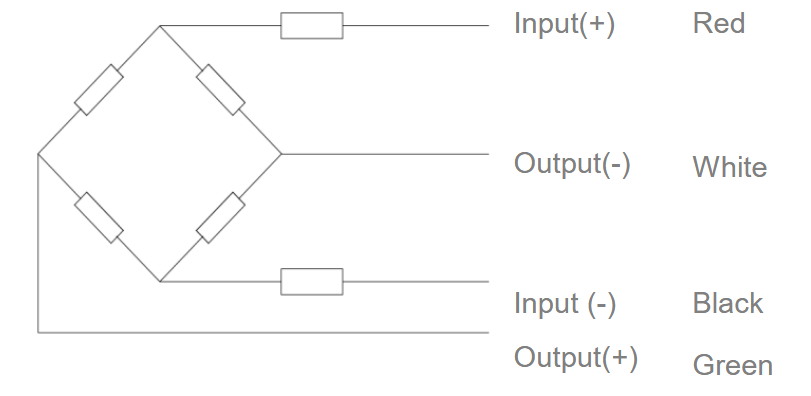 Input(+) Red
Output(-) White
Input (-) Black
Output(+) Green